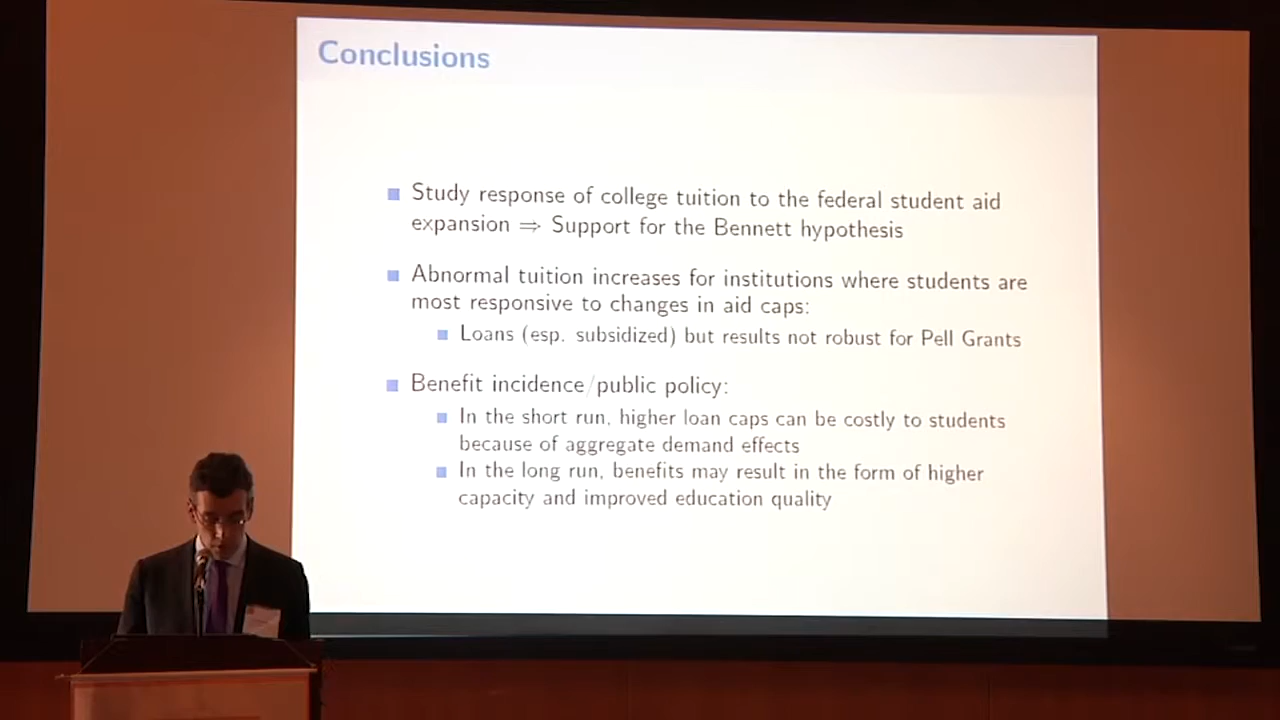 Conclusions
Study response of college tuition to the federal student aid
expansion ⇒ Support for the Bennett hypothesis
Abnormal tuition increases for institutions where students are
most responsive to changes in aid caps:
Loans (esp. subsidized) but results not robust for Pell Grants
Benefit incidence/public policy:
In the short run, higher loan caps can be costly to students
because of aggregate demand effects
In the long run, benefits may result in the form of higher
capacity and improved education quality